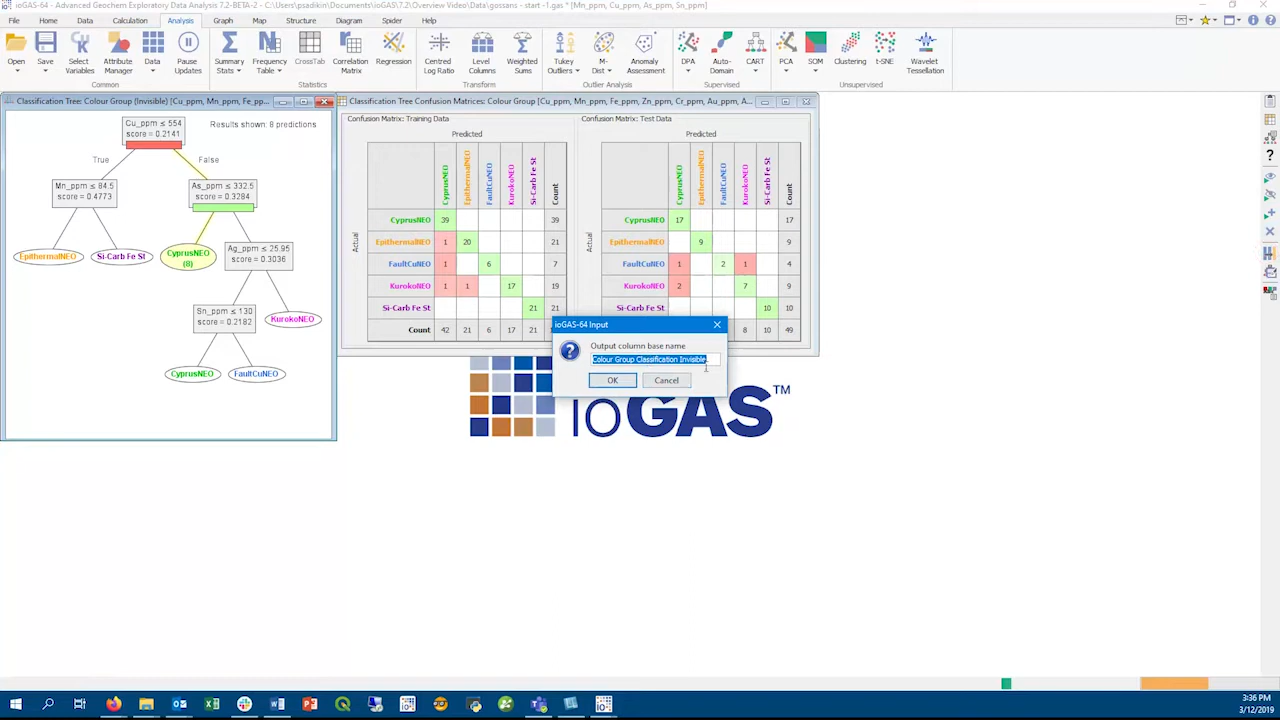 ioGAS-64 - Advanced Geochem Exploratory Data Analysis 7.2-BETA-2 - C:\Users\psadikin\Documents\ioGAS\7.2\Overview Video\Data\gossans - start -1.gas * [Mn_ppm, Cu_ppm, As_ppm, Sn_ppm]
File Home Data Calculation Analysis Graph Map Structure Diagram Spider Help
Open Save Select Variables Attribute Manager Data Pause Updates Summary Stats Frequency Table CrossTab Correlation Matrix Regression Centred Log Ratio Level Columns Weighted Sums Tukey Outliers M-Dist Anomaly Assessment DPA Auto-Domain CART PCA SOM Clustering t-SNE Wavelet Tessellation
Common Statistics Transform Outlier Analysis Supervised Unsupervised
Classification Tree: Colour Group (Invisible) [Cu_ppm, Mn_ppm, Fe_pp...
Results shown: 8 predictions
Cu_ppm ≤ 554
score = 0.2141
True
False
Mn_ppm ≤ 84.5
score = 0.4773
As_ppm ≤ 332.5
score = 0.3284
EpithermalNEO
Si-Carb Fe St
CyprusNEO
(8)
Ag_ppm ≤ 25.95
score = 0.3036
Sn_ppm ≤ 130
score = 0.2182
KurokoNEO
CyprusNEO
FaultCuNEO
Classification Tree Confusion Matrices: Colour Group [Cu_ppm, Mn_ppm, Fe_ppm, Zn_ppm, Cr_ppm, Au_ppm, A...
Confusion Matrix: Training Data
Predicted
Actual
CyprusNEO EpithermalNEO FaultCuNEO KurokoNEO Si-Carb Fe St Count
CyprusNEO 39 39
EpithermalNEO 1 20 21
FaultCuNEO 1 6 7
KurokoNEO 1 1 17 19
Si-Carb Fe St 21 21
Count 42 21 6 17 21
Confusion Matrix: Test Data
Predicted
Actual
CyprusNEO EpithermalNEO FaultCuNEO KurokoNEO Si-Carb Fe St Count
CyprusNEO 17 17
EpithermalNEO 9 9
FaultCuNEO 1 2 1 4
KurokoNEO 2 7 9
Si-Carb Fe St 10 10
8 10 49
ioGAS-64 Input
Output column base name
Colour Group Classification Invisible
OK Cancel
ioGAS™
3:36 PM
3/12/2019